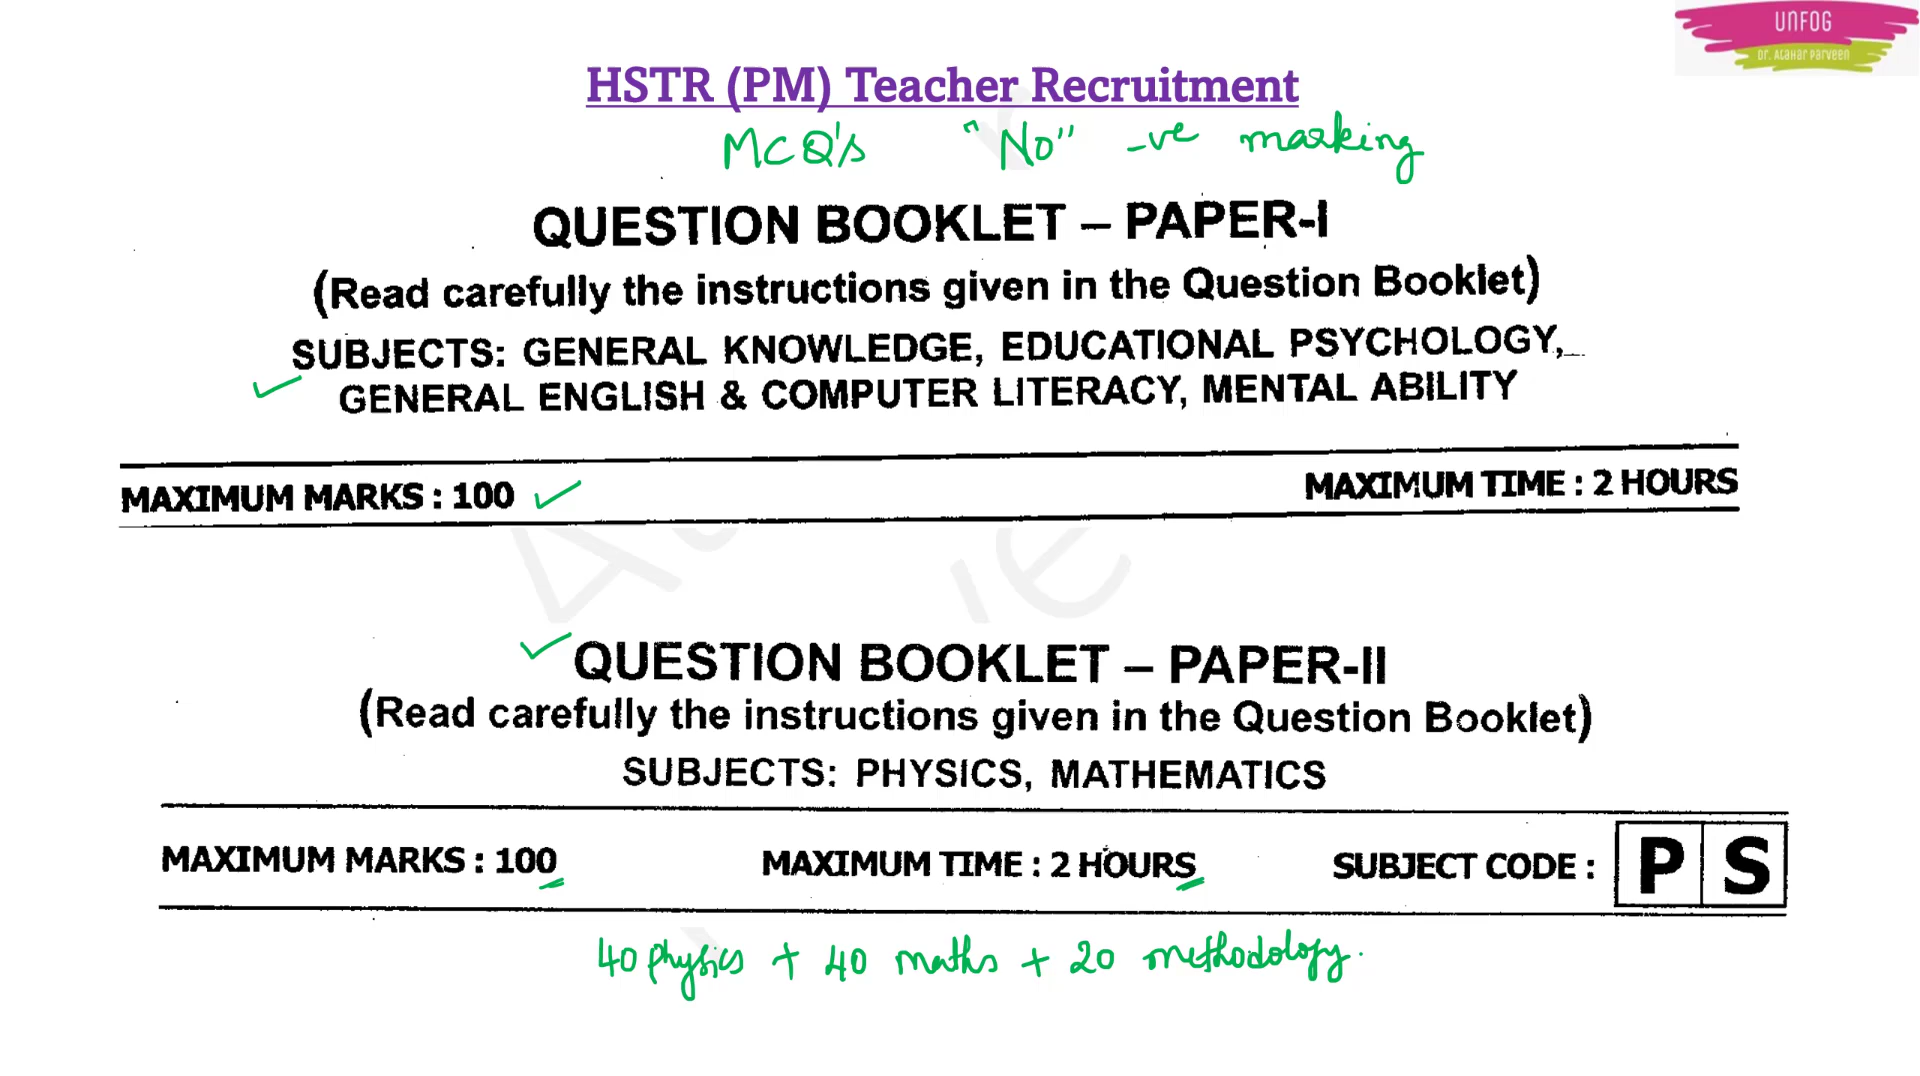 UNFOG
Dr. Atahar Parveen
HSTR (PM) Teacher Recruitment
MCQ's "No" -ve marking
QUESTION BOOKLET – PAPER-I
(Read carefully the instructions given in the Question Booklet)
SUBJECTS: GENERAL KNOWLEDGE, EDUCATIONAL PSYCHOLOGY,
GENERAL ENGLISH & COMPUTER LITERACY, MENTAL ABILITY
MAXIMUM MARKS : 100 MAXIMUM TIME : 2 HOURS
QUESTION BOOKLET – PAPER-II
(Read carefully the instructions given in the Question Booklet)
SUBJECTS: PHYSICS, MATHEMATICS
MAXIMUM MARKS : 100 MAXIMUM TIME : 2 HOURS SUBJECT CODE : P S
40 physics + 40 maths + 20 methodology.